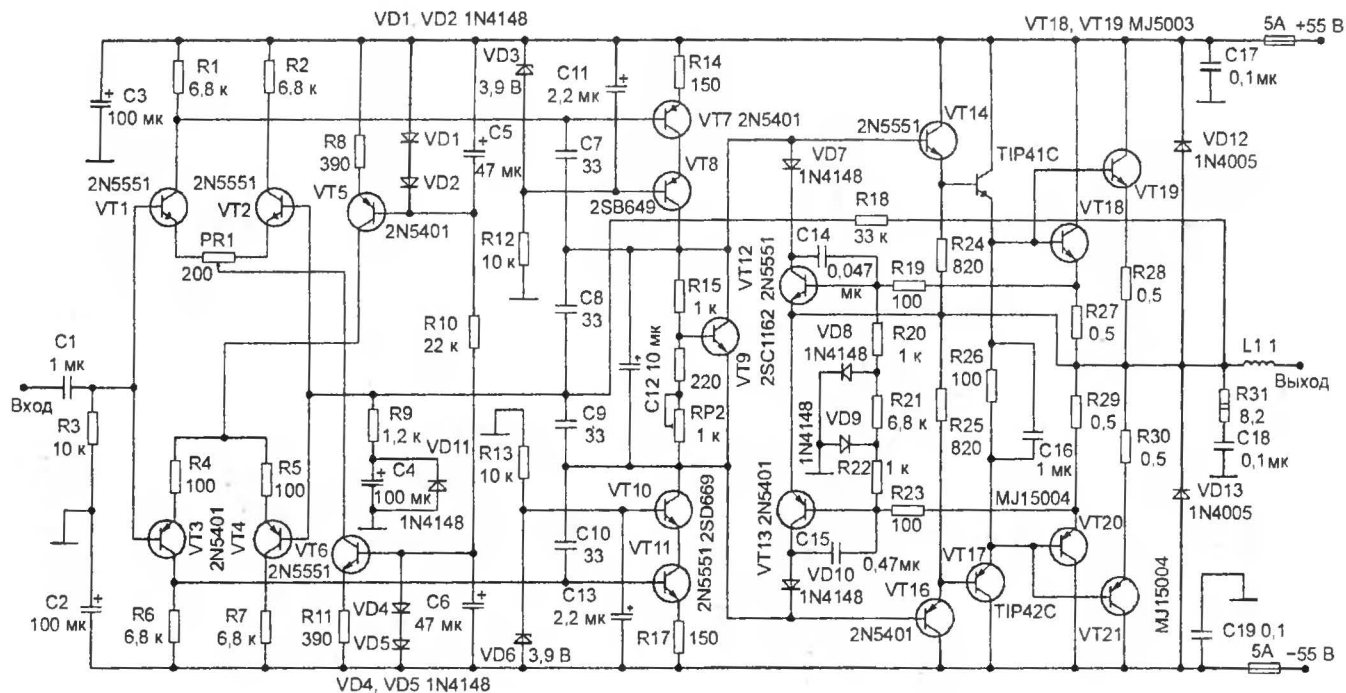 VD1, VD2 1N4148
VT18, VT19 MJ5003
5A
+55 В
R1
6,8 к
R2
6,8 к
VD3
3,9 В
C11
2,2 мк
R14
150
C17
0,1мк
C3
100 мк
VT7 2N5401
2N5551
VT14
R8
390
VD1
C5
47 мк
VD2
C7
33
VT8
VD7
1N4148
TIP41C
VD12
1N4005
2N5551
VT1
2N5551
VT2
VT5
2N5401
2SB649
R18
33 к
VT19
VT18
PR1
200
R12
10 к
C14
0,047
мк
R24
820
VT12
2N5551
R19
100
R28
0,5
C8
33
R15
1 к
R27
0,5
R10
22 к
VT9
2SC1162
VD8
1N4148
R20
1 к
L1 1
Выход
C1
1 мк
Вход
R26
100
C12 10 мк
220
R3
10 к
R9
1,2 к
C9
33
RP2
1 к
VD9
1N4148
R21
6,8 к
R25
820
R29
0,5
R31
8,2
VD11
R13
10 к
R30
0,5
C18
0,1мк
R4
100
R5
100
C4
100 мк
1N4148
R22
1 к
C16
1 мк
VD13
1N4005
VT3
2N5401
VT4
VT6
2N5551
VT10
2SD669
VT13 2N5401
R23
100
MJ15004
C10
33
VT11
2N5551
C15
0,47мк
VT17
VT20
C2
100 мк
R6
6,8 к
R7
6,8 к
R11
390
VD4
VD5
C6
47 мк
C13
2,2 мк
VD10
1N4148
VT16
TIP42C
MJ15004
VD6
3,9 В
R17
150
2N5401
VT21
C19 0,1
5A
–55 В
VD4, VD5 1N4148